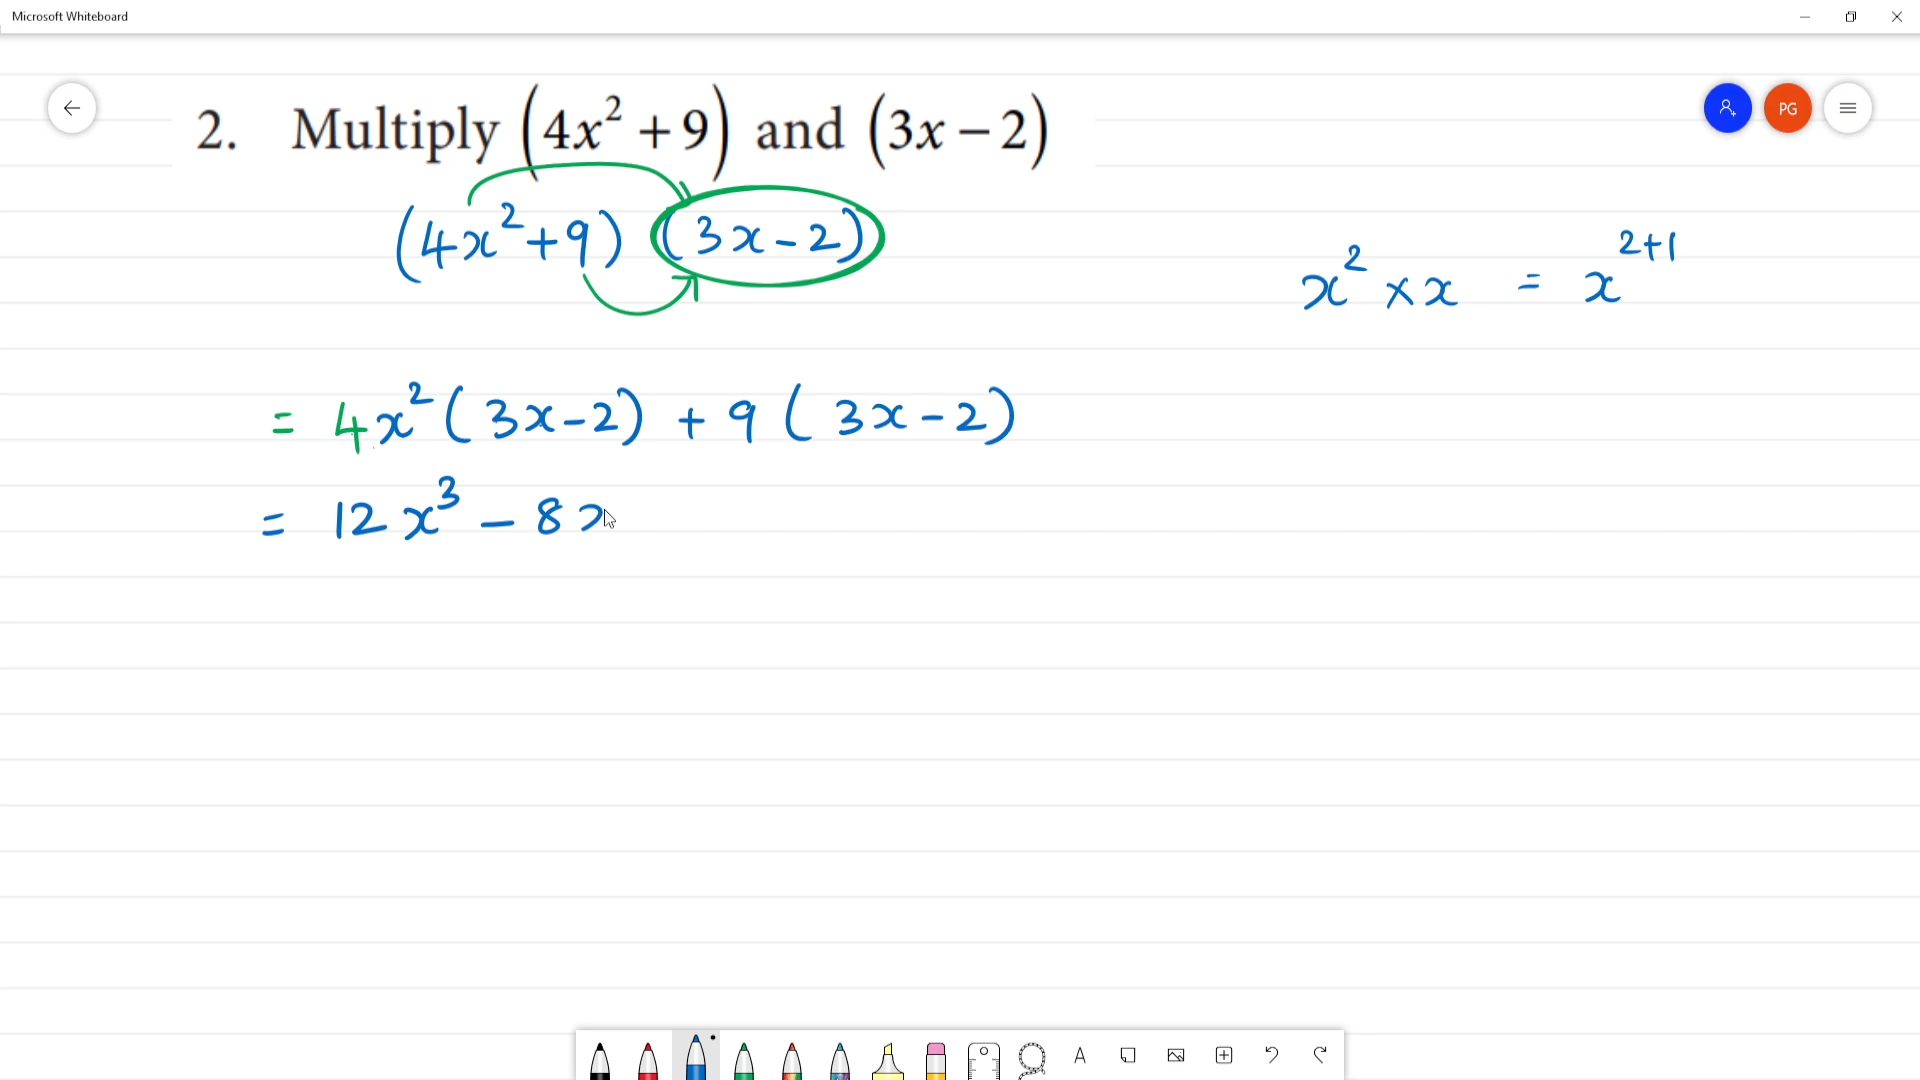 Microsoft Whiteboard
2. Multiply (4x² + 9) and (3x − 2)
PG
(4x²+9) (3x-2)
x² × x = x²⁺¹
= 4x² (3x-2) + 9 (3x-2)
= 12x³ - 8x
A